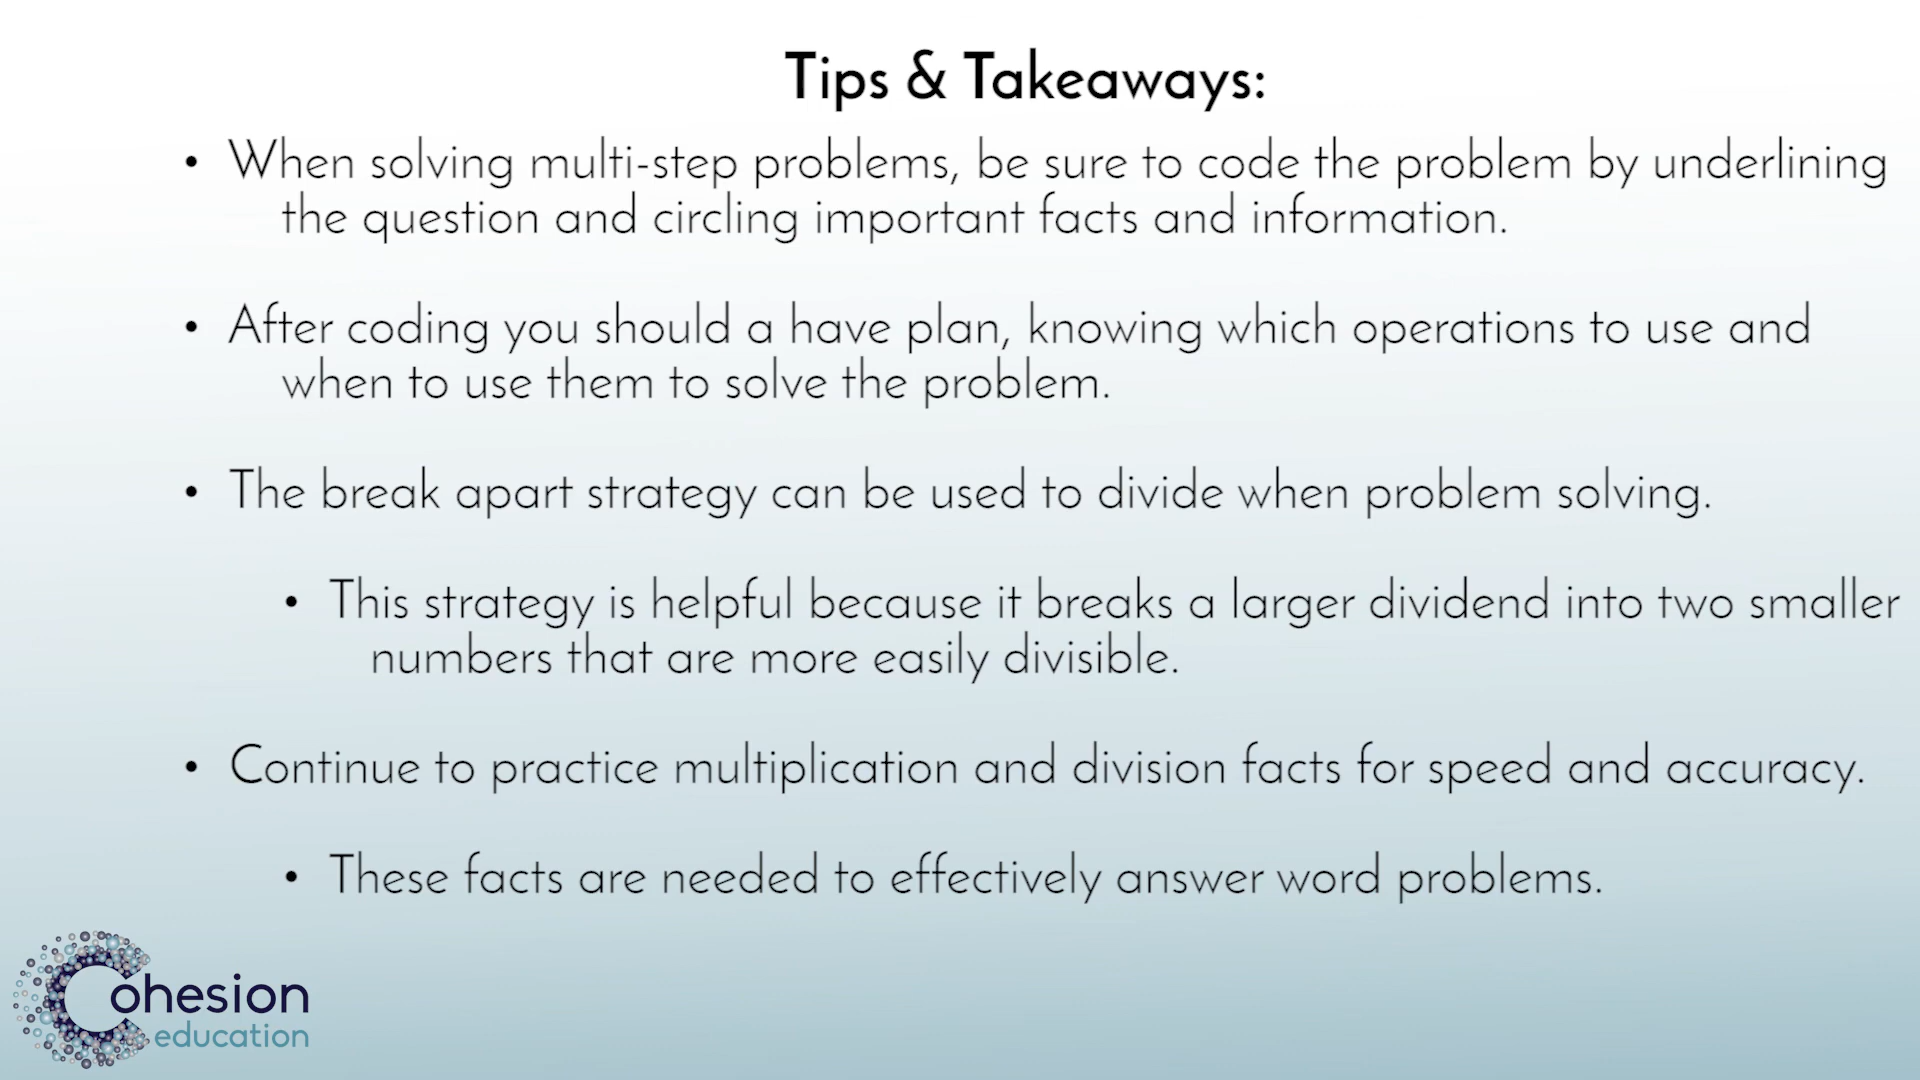 Tips & Takeaways:
• When solving multi-step problems, be sure to code the problem by underlining
the question and circling important facts and information.
• After coding you should a have plan, knowing which operations to use and
when to use them to solve the problem.
• The break apart strategy can be used to divide when problem solving.
• This strategy is helpful because it breaks a larger dividend into two smaller
numbers that are more easily divisible.
• Continue to practice multiplication and division facts for speed and accuracy.
• These facts are needed to effectively answer word problems.
Cohesion
education